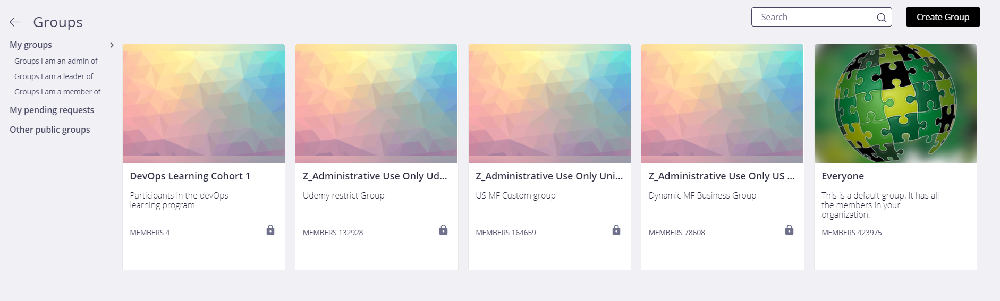 Groups
Search
Create Group
My groups
Groups I am an admin of
Groups I am a leader of
Groups I am a member of
My pending requests
Other public groups
DevOps Learning Cohort 1
Participants in the devOps
learning program
MEMBERS 4
Z_Administrative Use Only Ud...
Udemy restrict Group
MEMBERS 132928
Z_Administrative Use Only Uni...
US MF Custom group
MEMBERS 164659
Z_Administrative Use Only US ...
Dynamic MF Business Group
MEMBERS 78608
Everyone
This is a default group. It has all
the members in your
organization.
MEMBERS 423975